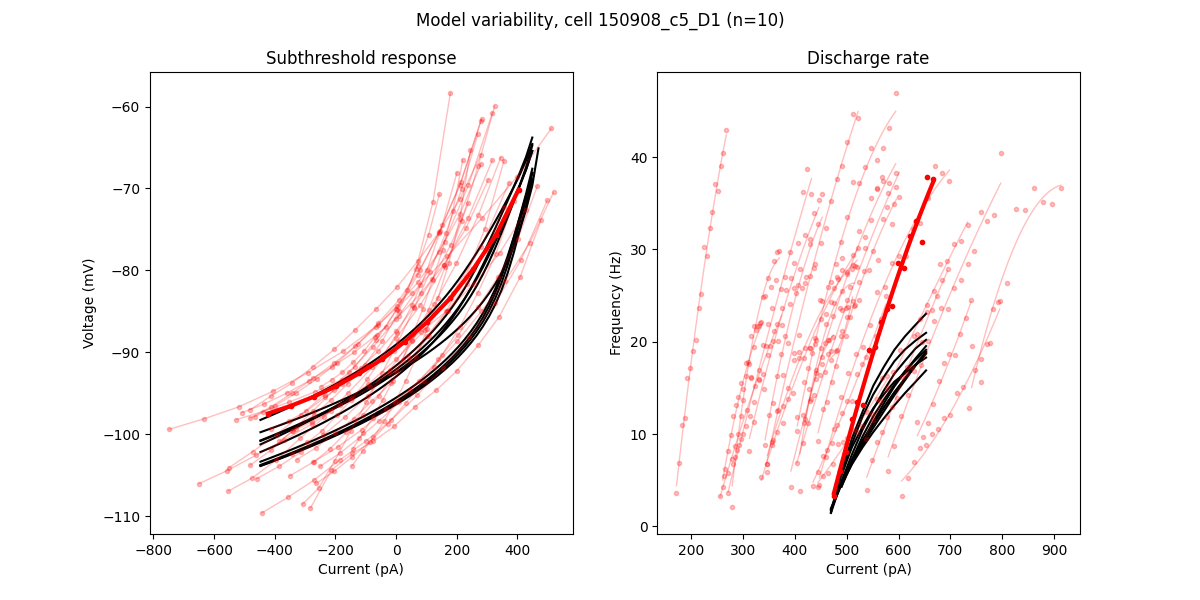 Model variability, cell 150908_c5_D1 (n=10)
Subthreshold response
Discharge rate
Voltage (mV)
−60
−70
−80
−90
−100
−110
−800 −600 −400 −200 0 200 400
Current (pA)
Frequency (Hz)
40
30
20
10
0
200 300 400 500 600 700 800 900
Current (pA)